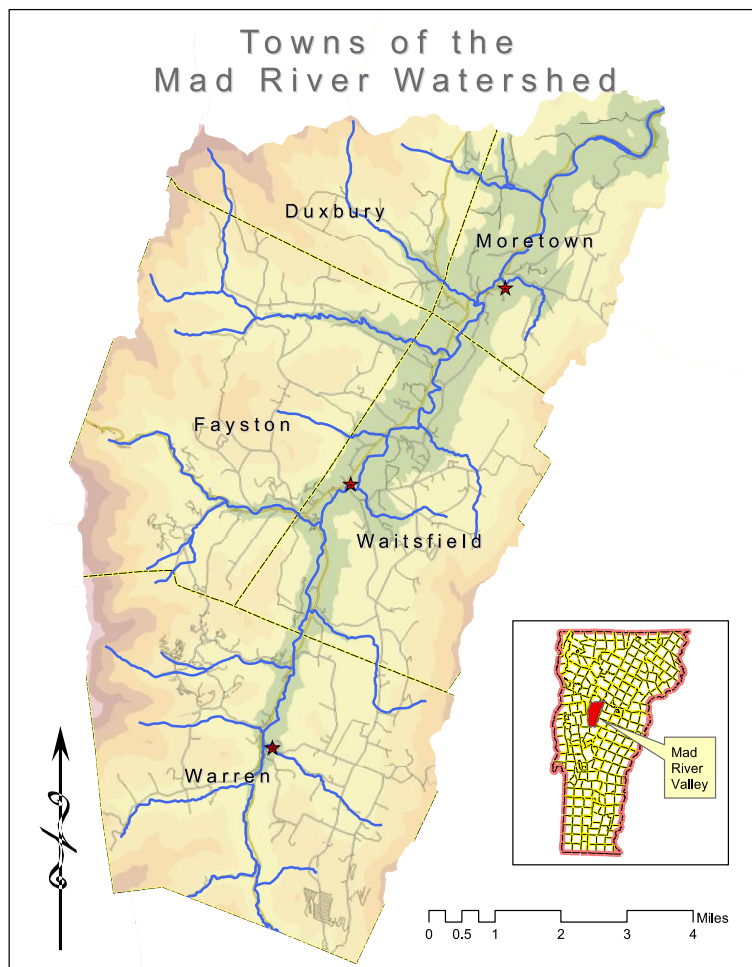 Towns of the
Mad River Watershed
Duxbury
Moretown
Fayston
Waitsfield
Warren
Mad
River
Valley
Miles
0 0.5 1 2 3 4